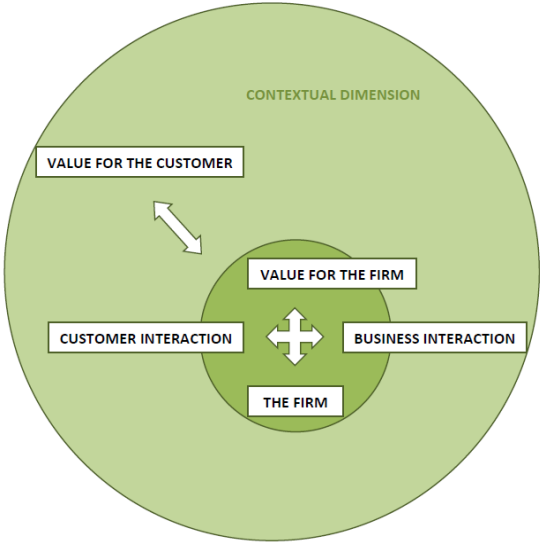 CONTEXTUAL DIMENSION
VALUE FOR THE CUSTOMER
VALUE FOR THE FIRM
CUSTOMER INTERACTION
BUSINESS INTERACTION
THE FIRM